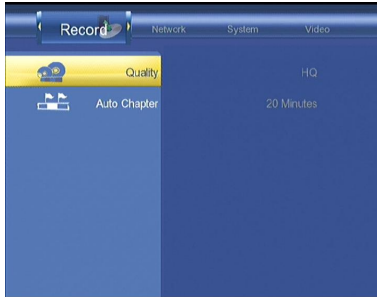 Record Network System Video
Quality HQ
Auto Chapter 20 Minutes